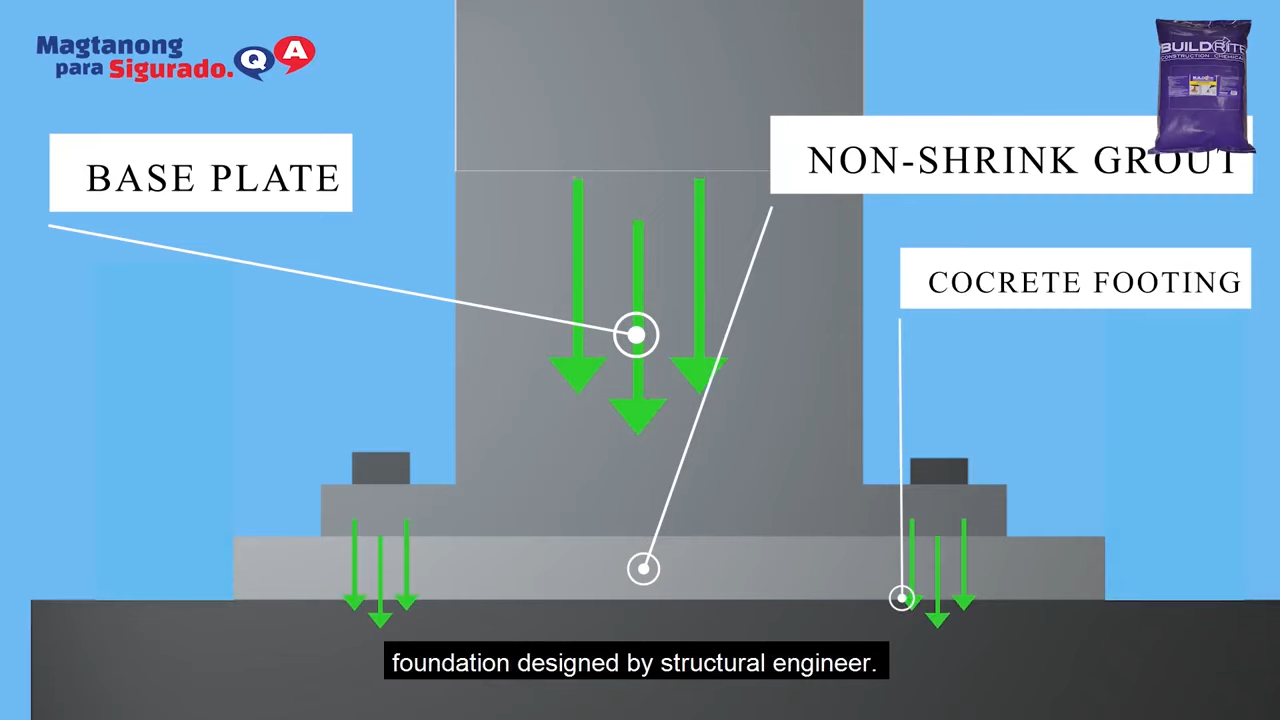 Magtanong
para Sigurado.
Q A
BUILDRITE
CONSTRUCTION CHEMICAL
BASE PLATE
NON-SHRINK GROUT
COCRETE FOOTING
foundation designed by structural engineer.